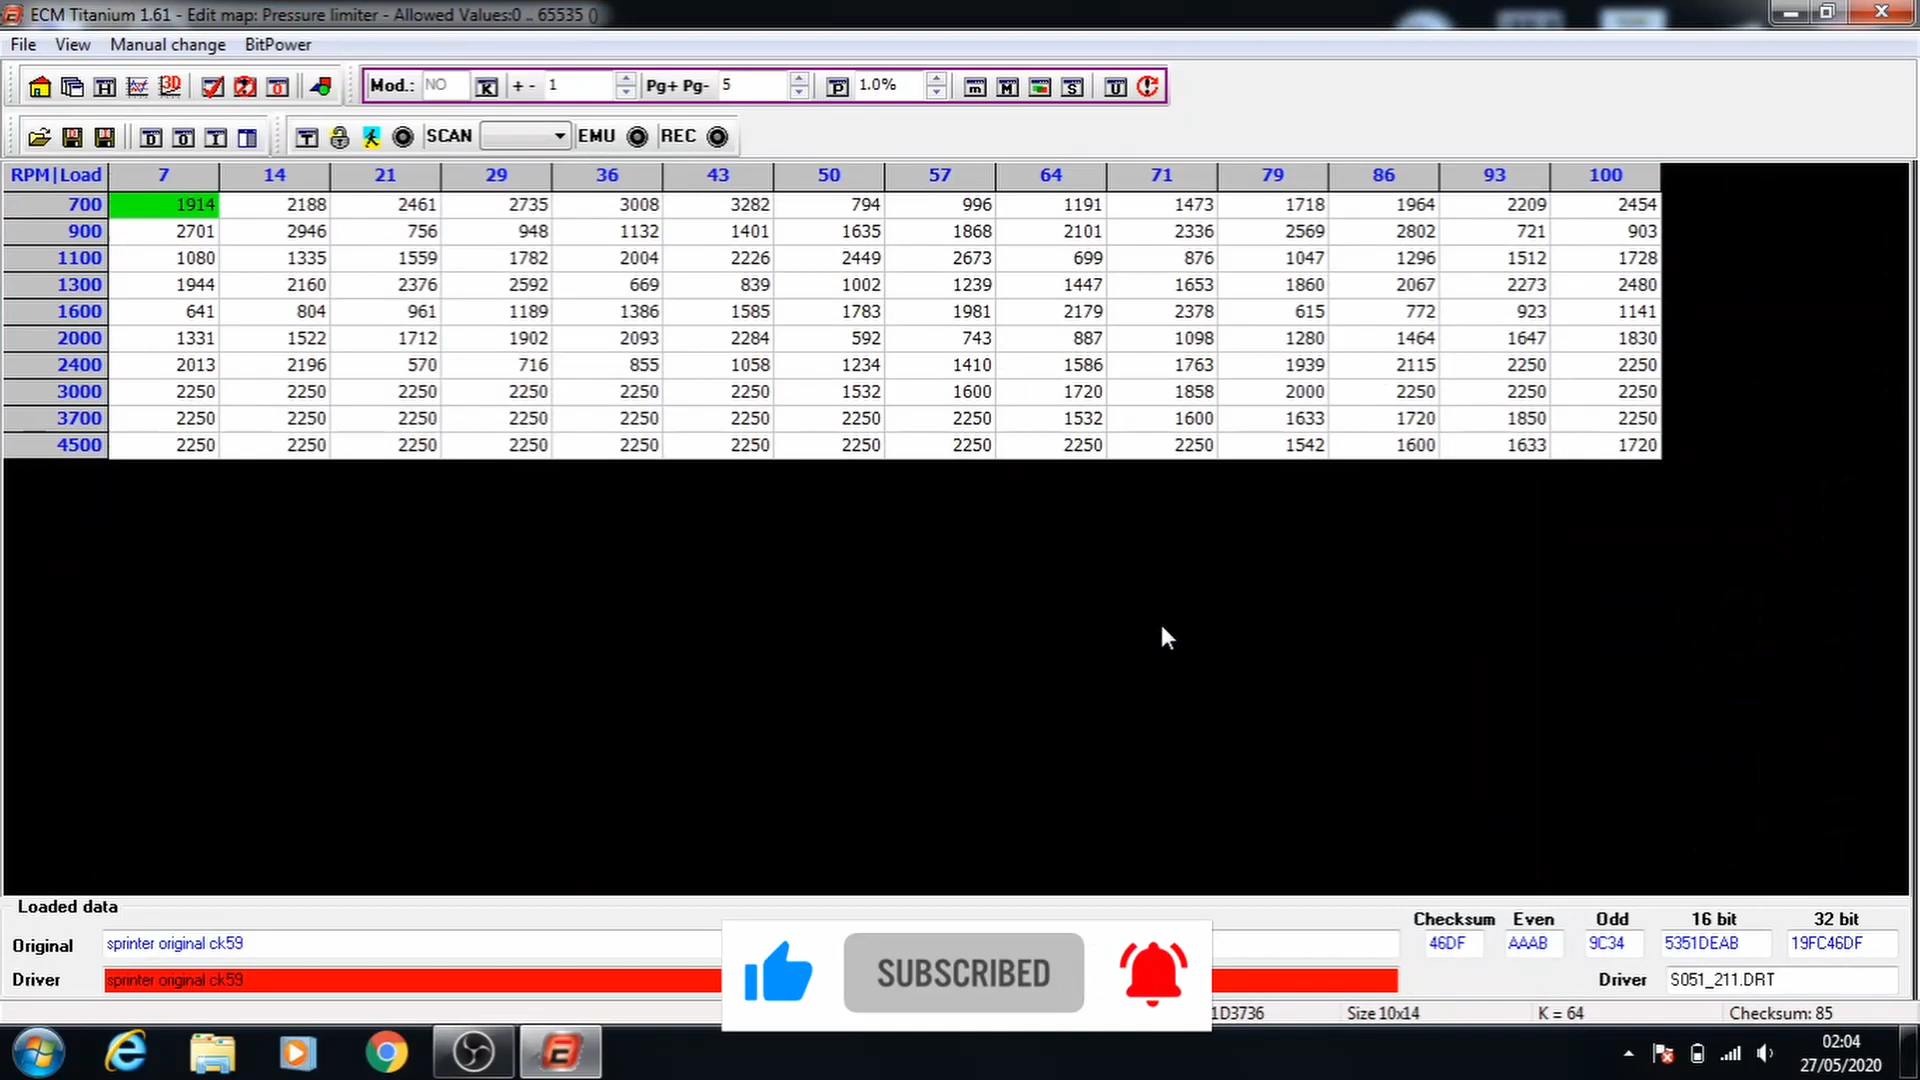 ECM Titanium 1.61 - Edit map: Pressure limiter - Allowed Values:0 .. 65535 ()
File View Manual change BitPower
H 3D 0 Mod.: NO K + - 1 Pg+ Pg- 5 P 1.0% m M S U
D O I T SCAN EMU REC
RPM|Load 7 14 21 29 36 43 50 57 64 71 79 86 93 100
700 1914 2188 2461 2735 3008 3282 794 996 1191 1473 1718 1964 2209 2454
900 2701 2946 756 948 1132 1401 1635 1868 2101 2336 2569 2802 721 903
1100 1080 1335 1559 1782 2004 2226 2449 2673 699 876 1047 1296 1512 1728
1300 1944 2160 2376 2592 669 839 1002 1239 1447 1653 1860 2067 2273 2480
1600 641 804 961 1189 1386 1585 1783 1981 2179 2378 615 772 923 1141
2000 1331 1522 1712 1902 2093 2284 592 743 887 1098 1280 1464 1647 1830
2400 2013 2196 570 716 855 1058 1234 1410 1586 1763 1939 2115 2250 2250
3000 2250 2250 2250 2250 2250 2250 1532 1600 1720 1858 2000 2250 2250 2250
3700 2250 2250 2250 2250 2250 2250 2250 2250 1532 1600 1633 1720 1850 2250
4500 2250 2250 2250 2250 2250 2250 2250 2250 2250 2250 1542 1600 1633 1720
Loaded data
Checksum Even Odd 16 bit 32 bit
Original sprinter original ck59 46DF AAAB 9C34 5351DEAB 19FC46DF
Driver sprinter original ck59 Driver S051_211.DRT
SUBSCRIBED
1D3736 Size 10x14 K = 64 Checksum: 85
02:04
27/05/2020